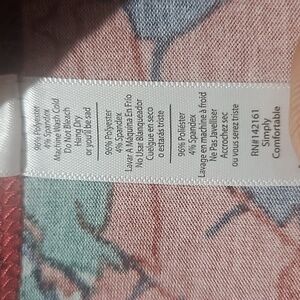 96% Polyester
4% Spandex
Machine Wash Cold
Do Not Bleach
Hang Dry
or you'll be sad
96% Polyester
4% Spandex
Lavar A Maquina En Frio
No Usar Blanqueador
Cuelgue en seco
o estarás triste
96% Poliéster
4% Spandex
Lavage en machine à froid
Ne Pas Javelliser
Accrocher sec
ou vous serez triste
RN# 142161
Simply
Comfortable